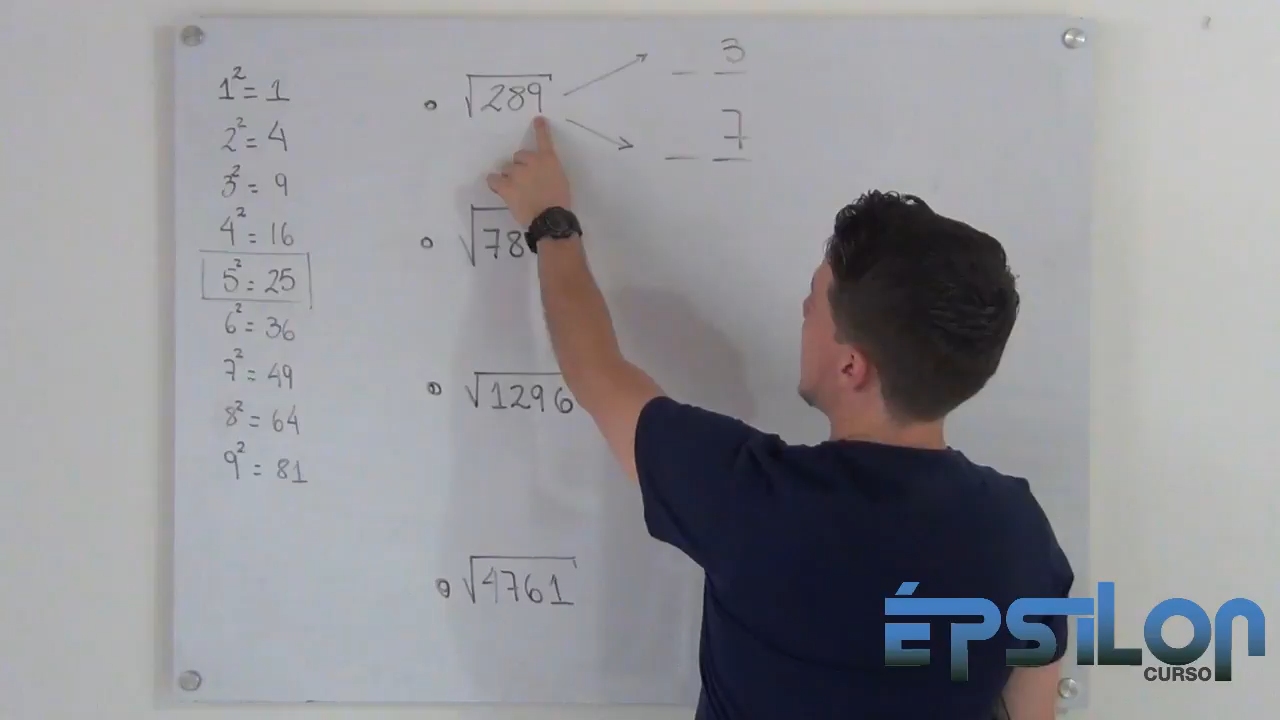 1² = 1
2² = 4
3² = 9
4² = 16
5² = 25
6² = 36
7² = 49
8² = 64
9² = 81
• √289
_ 3
_ 7
• √78
• √1296
• √4761
ÉPSILON
CURSO